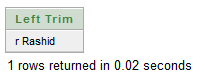 Left Trim
r Rashid
1 rows returned in 0.02 seconds